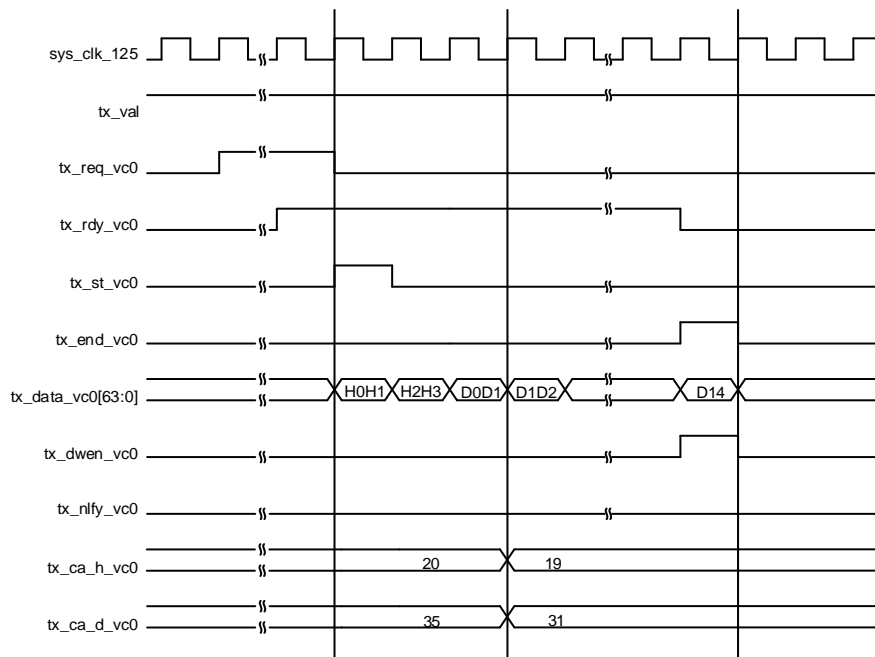 sys_clk_125
tx_val
tx_req_vc0
tx_rdy_vc0
tx_st_vc0
tx_end_vc0
tx_data_vc0[63:0] H0H1 H2H3 D0D1 D1D2 D14
tx_dwen_vc0
tx_nlfy_vc0
tx_ca_h_vc0 20 19
tx_ca_d_vc0 35 31